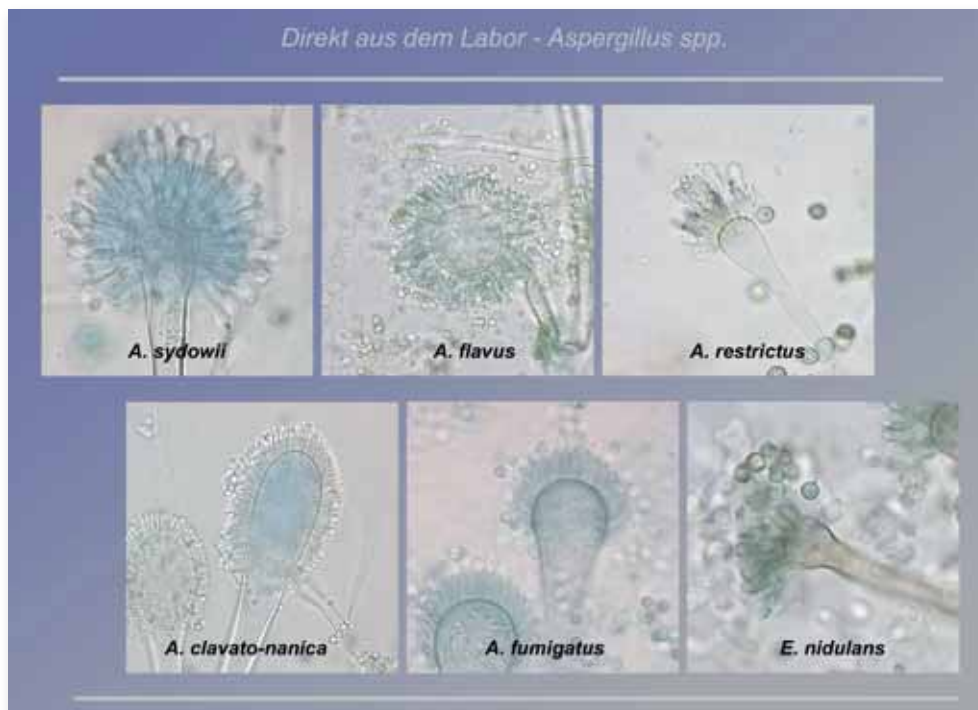 Direkt aus dem Labor - Aspergillus spp.
A. sydowii
A. flavus
A. restrictus
A. clavato-nanica
A. fumigatus
E. nidulans